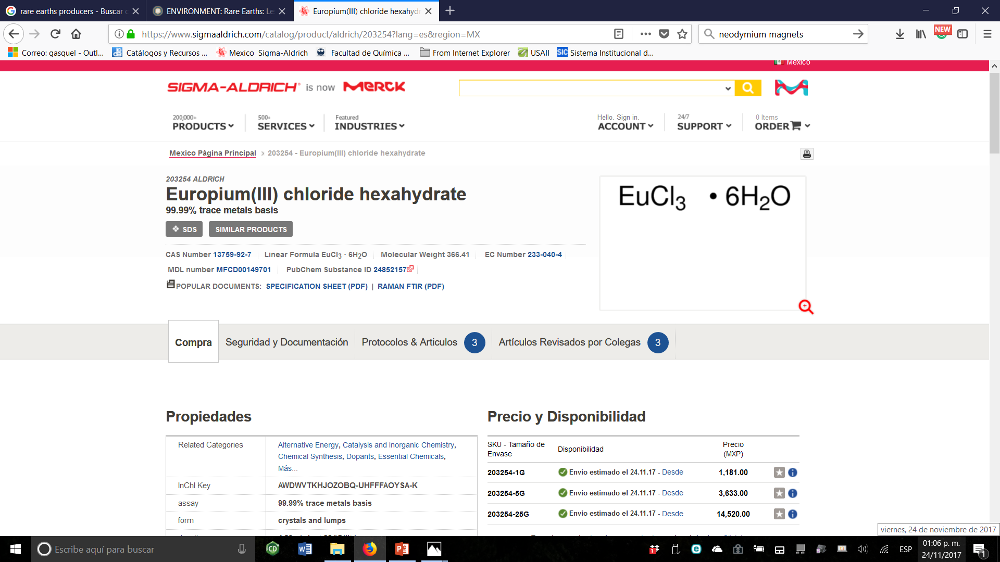 rare earths producers - Buscar c
ENVIRONMENT: Rare Earths: Le
Europium(III) chloride hexahydr
https://www.sigmaaldrich.com/catalog/product/aldrich/203254?lang=es&region=MX
neodymium magnets
NEW
Correo: gasquel - Outl...
Catálogos y Recursos ...
Mexico Sigma-Aldrich
Facultad de Química ...
From Internet Explorer
USAII
SIC Sistema Institucional d...
Mexico
SIGMA-ALDRICH® is now MERCK
200,000+
PRODUCTS
500+
SERVICES
Featured
INDUSTRIES
Hello. Sign in.
ACCOUNT
24/7
SUPPORT
0 Items
ORDER
Mexico Página Principal > 203254 - Europium(III) chloride hexahydrate
203254 ALDRICH
Europium(III) chloride hexahydrate
99.99% trace metals basis
SDS
SIMILAR PRODUCTS
EuCl3 • 6H2O
CAS Number 13759-92-7 Linear Formula EuCl3 · 6H2O Molecular Weight 366.41 EC Number 233-040-4
MDL number MFCD00149701 PubChem Substance ID 24852157
POPULAR DOCUMENTS: SPECIFICATION SHEET (PDF) | RAMAN FTIR (PDF)
Compra
Seguridad y Documentación
Protocolos & Articulos 3
Artículos Revisados por Colegas 3
Propiedades
Related Categories
Alternative Energy, Catalysis and Inorganic Chemistry,
Chemical Synthesis, Dopants, Essential Chemicals,
Más...
InChI Key AWDWVTKHJOZOBQ-UHFFFAOYSA-K
assay 99.99% trace metals basis
form crystals and lumps
Precio y Disponibilidad
SKU - Tamaño de
Envase
Disponibilidad
Precio
(MXP)
203254-1G Envio estimado el 24.11.17 - Desde 1,181.00
203254-5G Envio estimado el 24.11.17 - Desde 3,633.00
203254-25G Envio estimado el 24.11.17 - Desde 14,520.00
viernes, 24 de noviembre de 2017
Escribe aquí para buscar
ESP
01:06 p. m.
24/11/2017
1